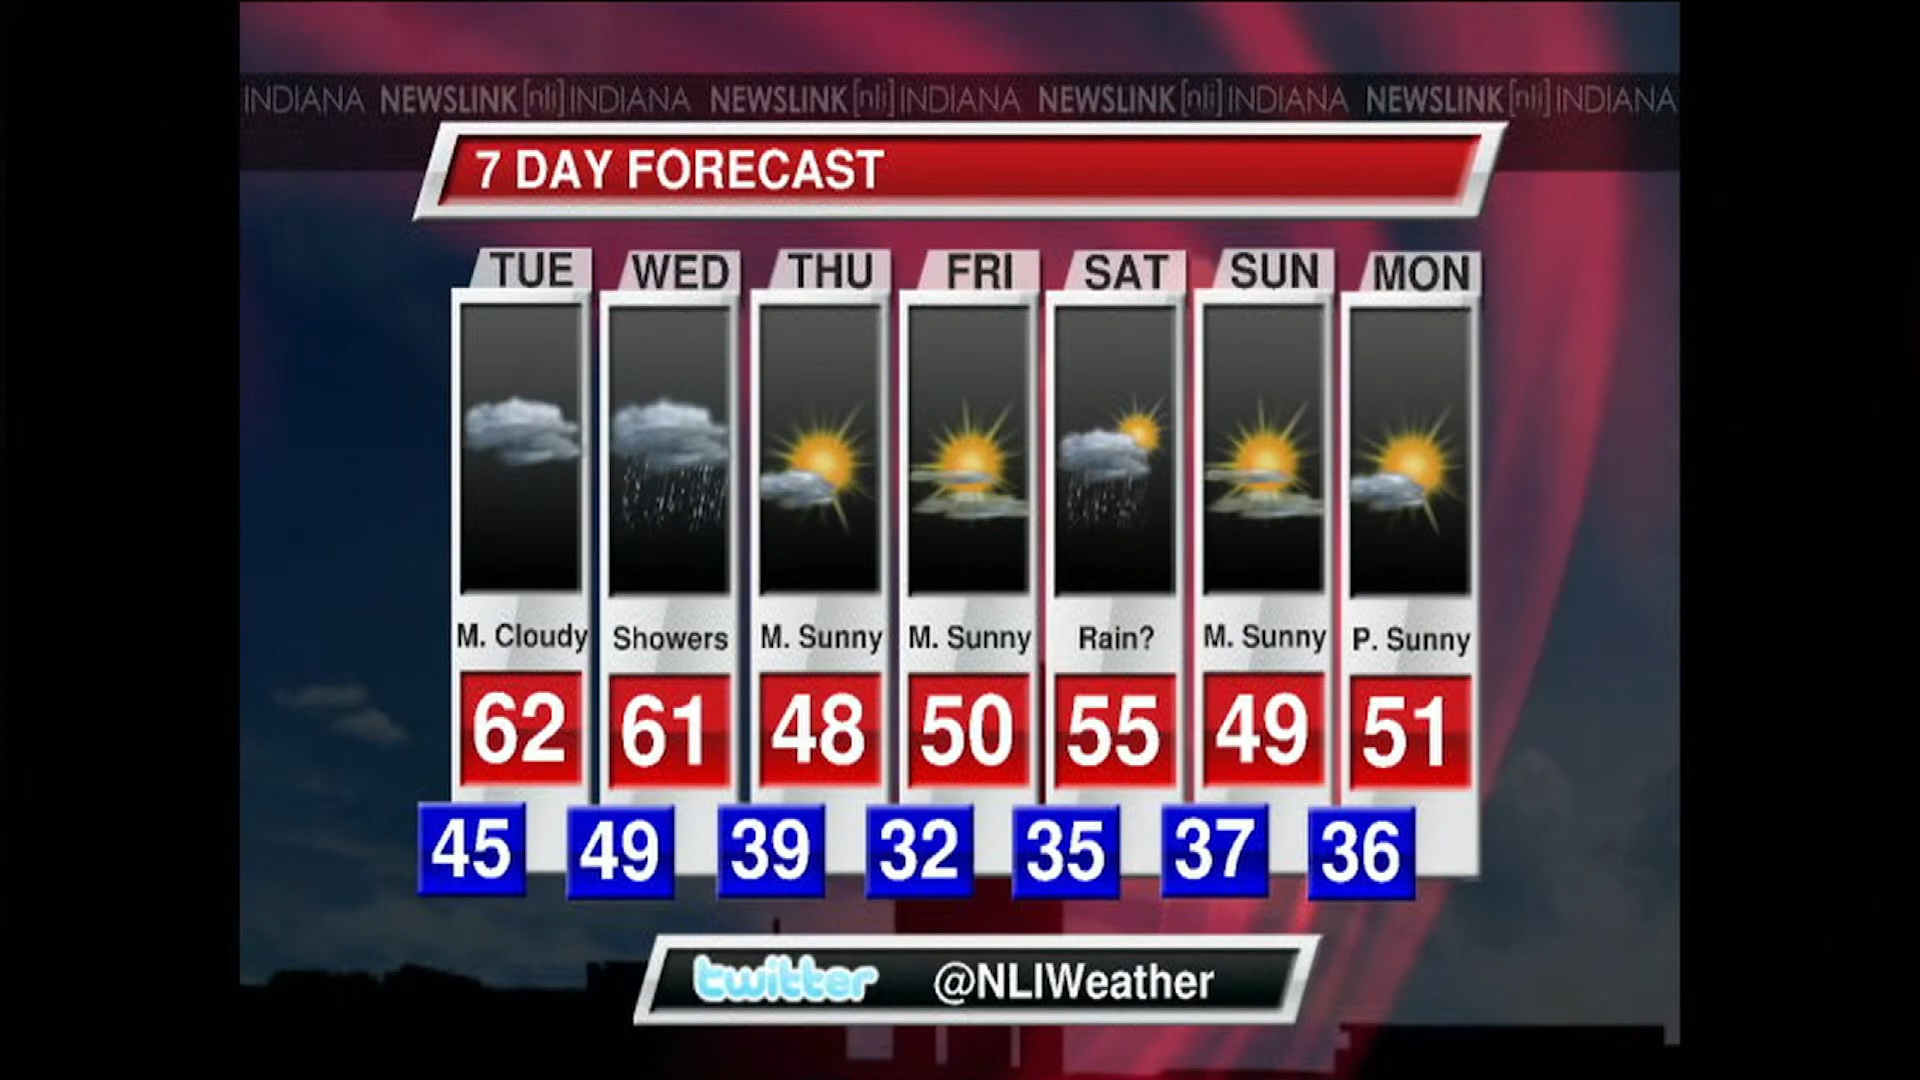 INDIANA NEWSLINK [nli] INDIANA NEWSLINK [nli] INDIANA NEWSLINK [nli] INDIANA NEWSLINK [nli] INDIANA
7 DAY FORECAST
TUE WED THU FRI SAT SUN MON
M. Cloudy Showers M. Sunny M. Sunny Rain? M. Sunny P. Sunny
62 61 48 50 55 49 51
45 49 39 32 35 37 36
twitter @NLIWeather